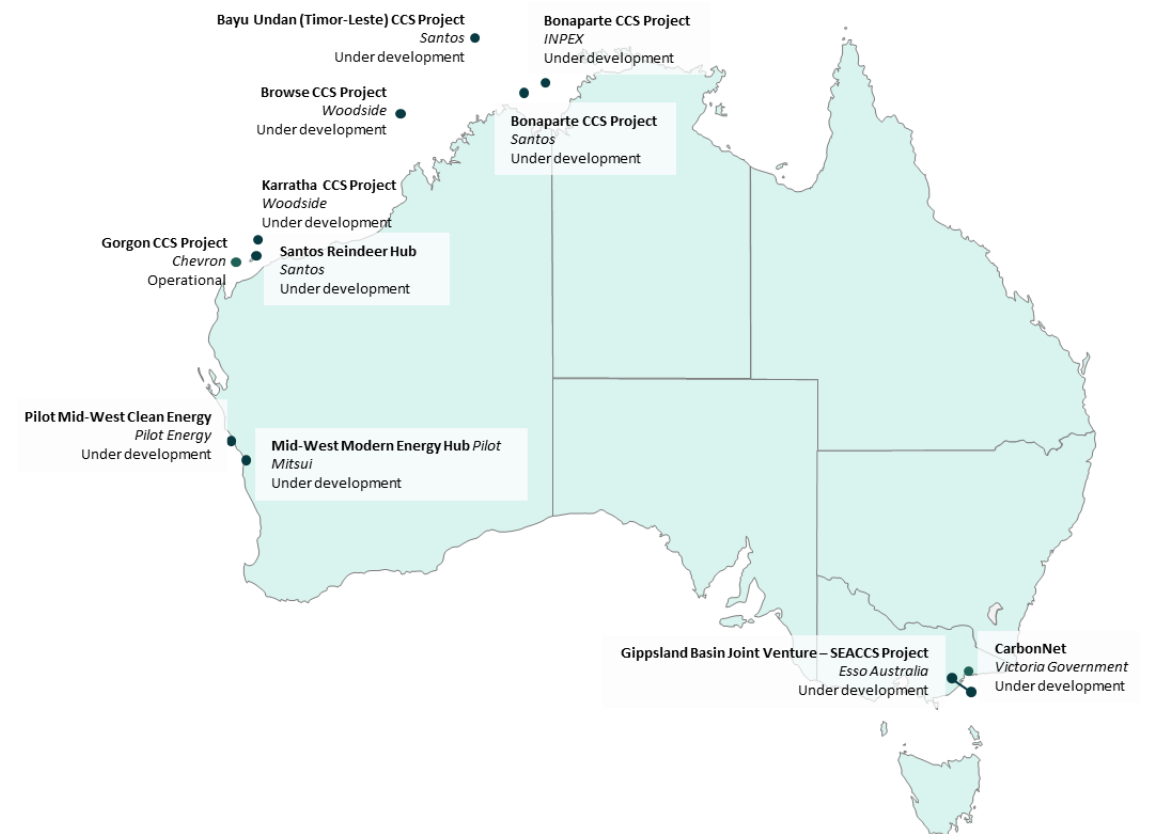 Bayu Undan (Timor-Leste) CCS Project
Santos
Under development
Bonaparte CCS Project
INPEX
Under development
Browse CCS Project
Woodside
Under development
Bonaparte CCS Project
Santos
Under development
Karratha CCS Project
Woodside
Under development
Gorgon CCS Project
Chevron
Operational
Santos Reindeer Hub
Santos
Under development
Pilot Mid-West Clean Energy
Pilot Energy
Under development
Mid-West Modern Energy Hub Pilot
Mitsui
Under development
Gippsland Basin Joint Venture – SEACCS Project
Esso Australia
Under development
CarbonNet
Victoria Government
Under development